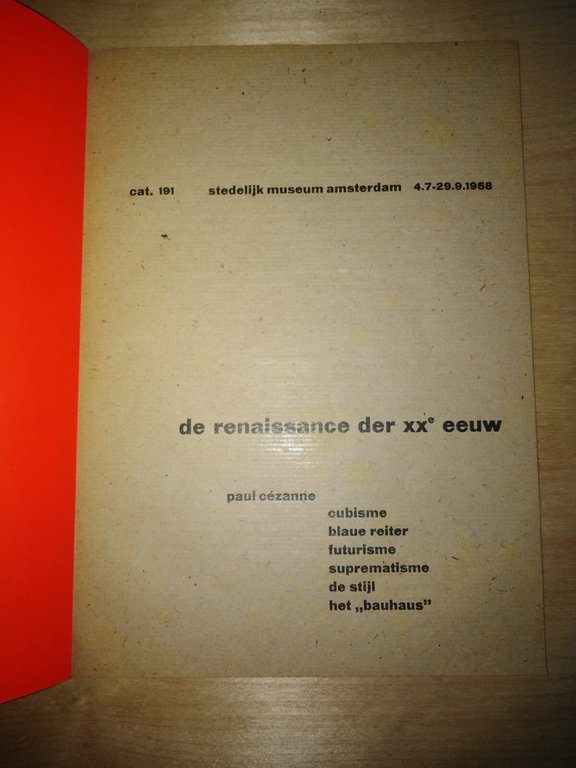 cat. 191 stedelijk museum amsterdam 4.7-29.9.1958
de renaissance der xxe eeuw
paul cézanne
cubisme
blaue reiter
futurisme
suprematisme
de stijl
het „bauhaus”